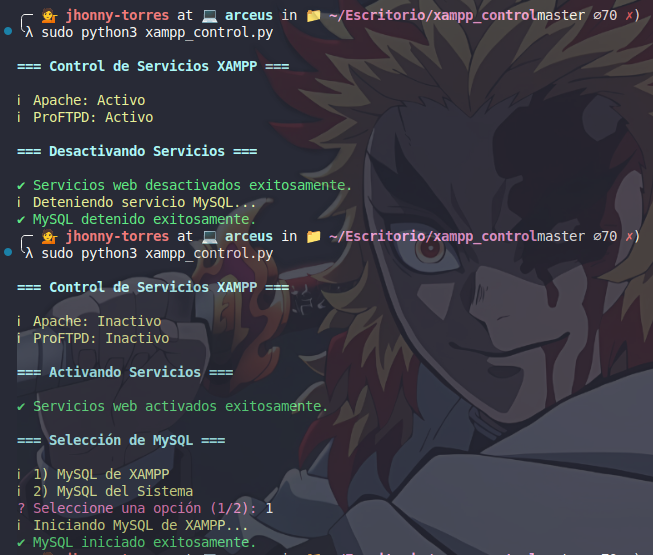 jhonny-torres at 💻 arceus in 📁 ~/Escritorio/xampp_controlmaster ∅70 ✗)
λ sudo python3 xampp_control.py
=== Control de Servicios XAMPP ===
ℹ Apache: Activo
ℹ ProFTPD: Activo
=== Desactivando Servicios ===
✔ Servicios web desactivados exitosamente.
ℹ Deteniendo servicio MySQL...
✔ MySQL detenido exitosamente.
jhonny-torres at 💻 arceus in 📁 ~/Escritorio/xampp_controlmaster ∅70 ✗)
λ sudo python3 xampp_control.py
=== Control de Servicios XAMPP ===
ℹ Apache: Inactivo
ℹ ProFTPD: Inactivo
=== Activando Servicios ===
✔ Servicios web activados exitosamente.
=== Selección de MySQL ===
ℹ 1) MySQL de XAMPP
ℹ 2) MySQL del Sistema
? Seleccione una opción (1/2): 1
ℹ Iniciando MySQL de XAMPP...
✔ MySQL iniciado exitosamente.